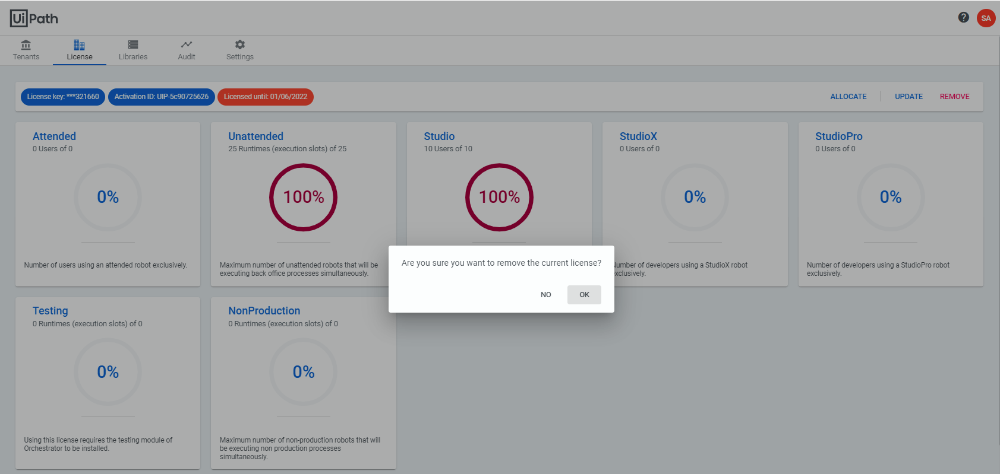 UiPath
SA
Tenants
License
Libraries
Audit
Settings
License key: ***321660
Activation ID: UIP-5c90725626
Licensed until: 01/06/2022
ALLOCATE
UPDATE
REMOVE
Attended
0 Users of 0
0%
Number of users using an attended robot exclusively.
Unattended
25 Runtimes (execution slots) of 25
100%
Maximum number of unattended robots that will be
executing back office processes simultaneously.
Studio
10 Users of 10
100%
StudioX
0 Users of 0
0%
Number of developers using a StudioX robot
exclusively.
StudioPro
0 Users of 0
0%
Number of developers using a StudioPro robot
exclusively.
Are you sure you want to remove the current license?
NO
OK
Testing
0 Runtimes (execution slots) of 0
0%
Using this license requires the testing module of
Orchestrator to be installed.
NonProduction
0 Runtimes (execution slots) of 0
0%
Maximum number of non-production robots that will
be executing non production processes
simultaneously.